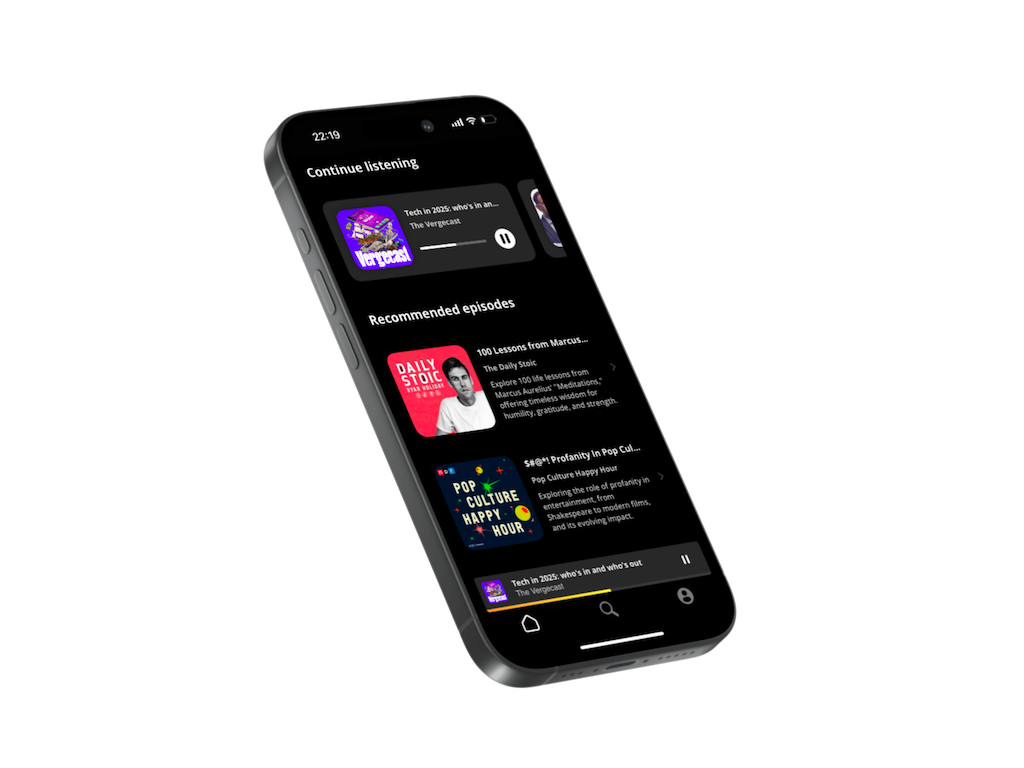 22:19
Continue listening
Tech in 2025: who's in an...
The Vergecast
Vergecast
Recommended episodes
DAILY
STOIC
RYAN HOLIDAY
100 Lessons from Marcus...
The Daily Stoic
Explore 100 life lessons from
Marcus Aurelius' "Meditations,"
offering timeless wisdom for
humility, gratitude, and strength.
npr
POP
CULTURE
HAPPY
HOUR
$#@*! Profanity In Pop Cul...
Pop Culture Happy Hour
Exploring the role of profanity in
entertainment, from
Shakespeare to modern films,
and its evolving impact.
Vergecast
Tech in 2025: who's in and who's out
The Vergecast